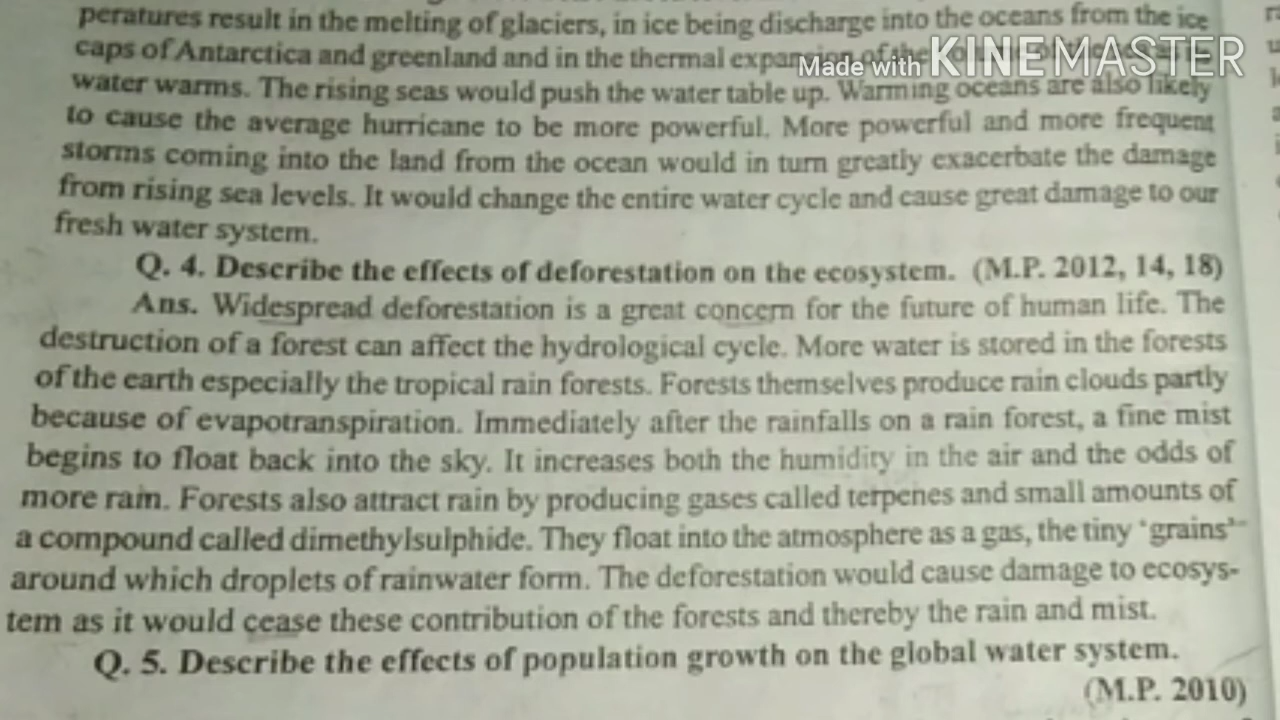 peratures result in the melting of glaciers, in ice being discharge into the oceans from the ice
caps of Antarctica and greenland and in the thermal expansion of the
Made with KINEMASTER
water warms. The rising seas would push the water table up. Warming oceans are also likely
to cause the average hurricane to be more powerful. More powerful and more frequent
storms coming into the land from the ocean would in turn greatly exacerbate the damage
from rising sea levels. It would change the entire water cycle and cause great damage to our
fresh water system.
Q. 4. Describe the effects of deforestation on the ecosystem. (M.P. 2012, 14, 18)
Ans. Widespread deforestation is a great concern for the future of human life. The
destruction of a forest can affect the hydrological cycle. More water is stored in the forests
of the earth especially the tropical rain forests. Forests themselves produce rain clouds partly
because of evapotranspiration. Immediately after the rainfalls on a rain forest, a fine mist
begins to float back into the sky. It increases both the humidity in the air and the odds of
more rain. Forests also attract rain by producing gases called terpenes and small amounts of
a compound called dimethylsulphide. They float into the atmosphere as a gas, the tiny 'grains'
around which droplets of rainwater form. The deforestation would cause damage to ecosys-
tem as it would cease these contribution of the forests and thereby the rain and mist.
Q. 5. Describe the effects of population growth on the global water system.
(M.P. 2010)